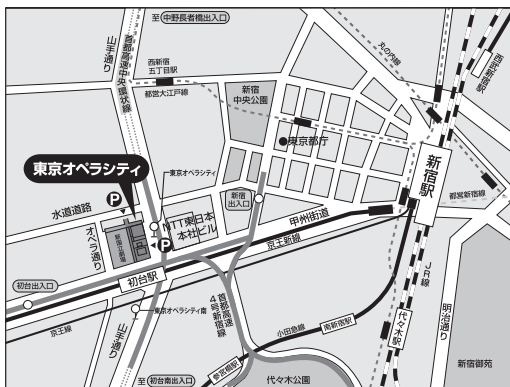 至 中野長者橋出入口
山手通り
首都高速中央環状線
西新宿
五丁目駅
都営大江戸線
新宿
中央公園
丸の内線
西武新宿駅
東京都庁
東京オペラシティ
東京オペラシティ
P
水道道路
オペラ通り
新国立劇場
NTT東日本
本社ビル
P
新宿
出入口
甲州街道
京王新線
新宿駅
都営新宿線
初台出入口
初台駅
京王線
山手通り
東京オペラシティ南
首都高速
4号新宿線
小田急線
南新宿駅
参宮橋駅
JR線
代々木駅
明治通り
新宿御苑
代々木公園
至 初台南出入口